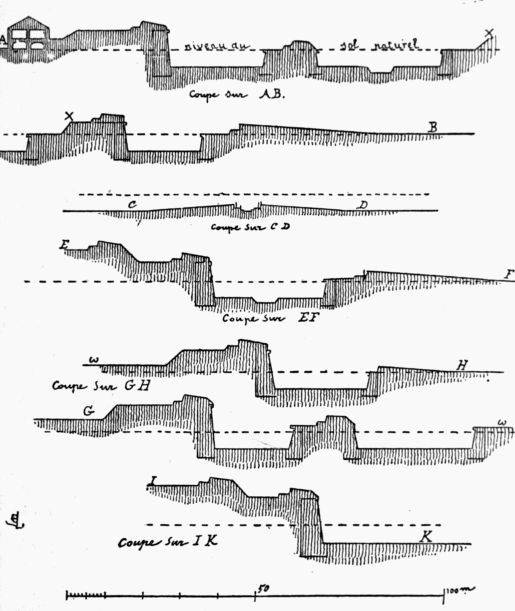 A niveau du sol naturel X
Coupe sur AB.
X B
C D
Coupe sur CD
E F
Coupe sur EF
ω H
Coupe sur GH
G ω
I
Coupe sur IK K
50 100 m